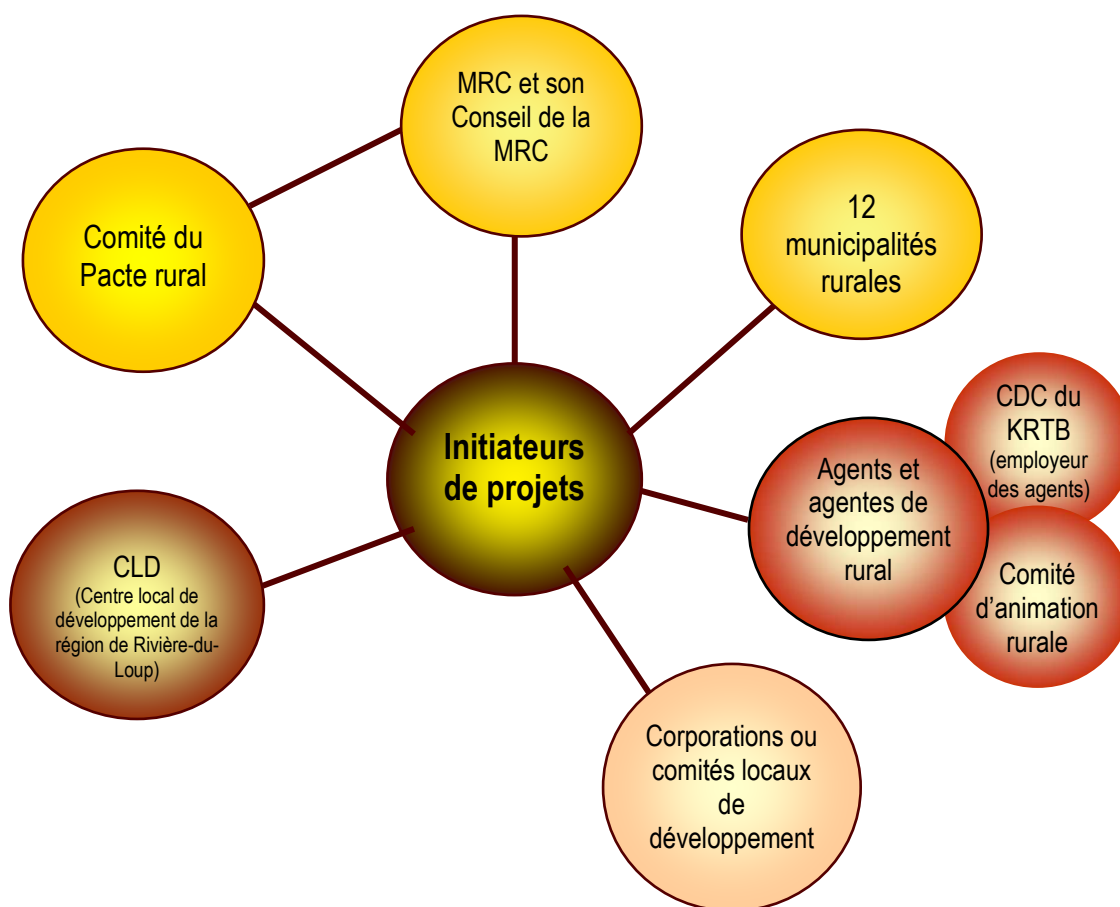 MRC et son
Conseil de la
MRC
Comité du
Pacte rural
12
municipalités
rurales
Initiateurs
de projets
CDC du
KRTB
(employeur
des agents)
Agents et
agentes de
développement
rural
Comité
d’animation
rurale
CLD
(Centre local de
développement de la
région de Rivière-du-
Loup)
Corporations ou
comités locaux
de
développement